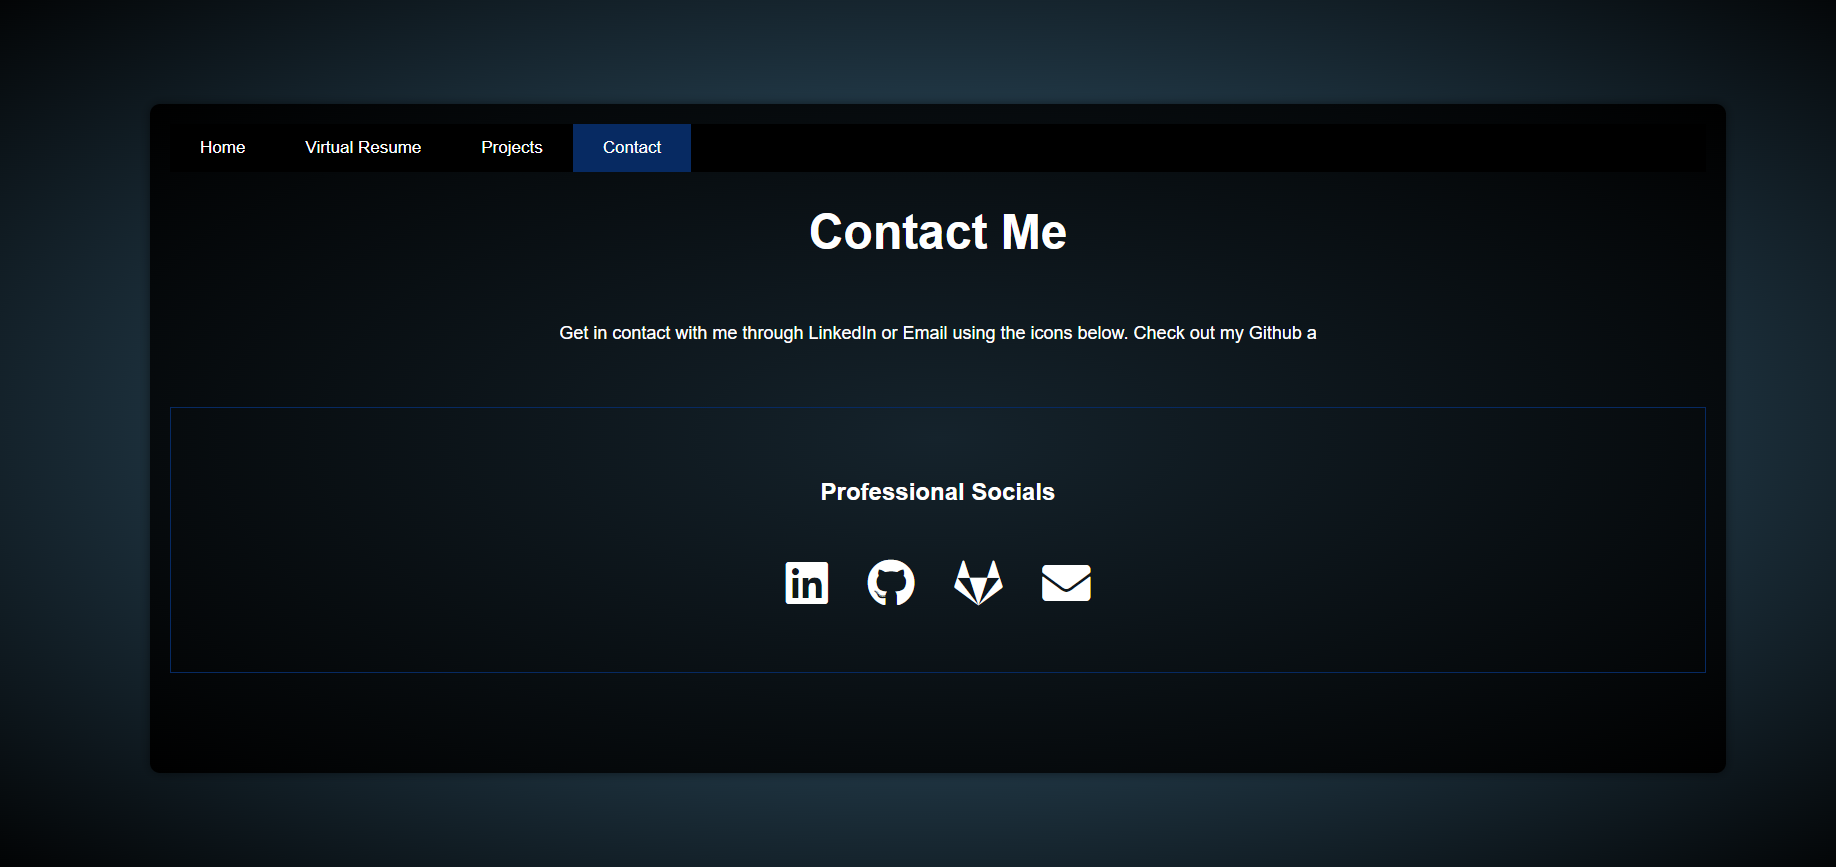 Home
Virtual Resume
Projects
Contact
Contact Me
Get in contact with me through LinkedIn or Email using the icons below. Check out my Github a
Professional Socials
in